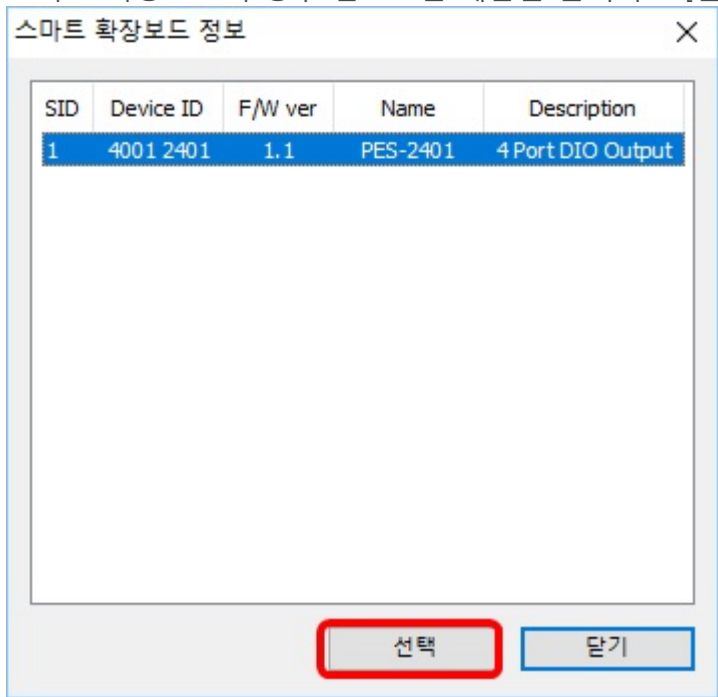 스마트 확장보드 정보
SID Device ID F/W ver Name Description
1 4001 2401 1.1 PES-2401 4 Port DIO Output
선택 닫기